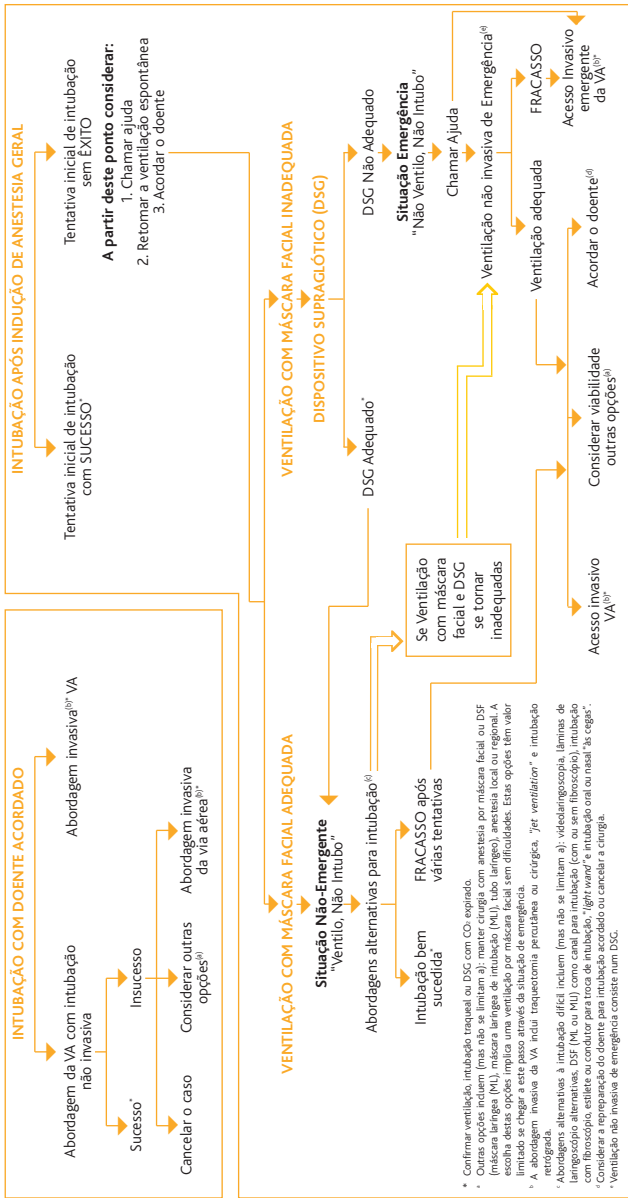 INTUBAÇÃO COM DOENTE ACORDADO
Abordagem da VA com intubação
não invasiva
Abordagem invasiva(b)* VA
Sucesso*
Insucesso
Cancelar o caso
Considerar outras
opções(a)
Abordagem invasiva
da via aérea(b)*
INTUBAÇÃO APÓS INDUÇÃO DE ANESTESIA GERAL
Tentativa inicial de intubação
com SUCESSO*
Tentativa inicial de intubação
sem ÊXITO
A partir deste ponto considerar:
1. Chamar ajuda
2. Retomar a ventilação espontânea
3. Acordar o doente
VENTILAÇÃO COM MÁSCARA FACIAL ADEQUADA
Situação Não-Emergente
"Ventilo, Não Intubo"
Abordagens alternativas para intubação(c)
Intubação bem
sucedida*
FRACASSO após
várias tentativas
VENTILAÇÃO COM MÁSCARA FACIAL INADEQUADA
DISPOSITIVO SUPRAGLÓTICO (DSG)
DSG Adequado*
DSG Não Adequado
Situação Emergência
"Não Ventilo, Não Intubo"
Chamar Ajuda
Ventilação não invasiva de Emergência(e)
Se Ventilação
com máscara
facial e DSG
se tornar
inadequadas
Ventilação adequada
FRACASSO
Acesso Invasivo
emergente
da VA(b)*
Acesso invasivo
VA(b)*
Considerar viabilidade
outras opções(a)
Acordar o doente(d)
* Confirmar ventilação, intubação traqueal ou DSG com CO₂ expirado.
a Outras opções incluem (mas não se limitam a): manter cirurgia com anestesia por máscara facial ou DSF
(máscara laríngea (ML), máscara laríngea de intubação (MLI), tubo laríngeo), anestesia local ou regional. A
escolha destas opções implica uma ventilação por máscara facial sem dificuldades. Estas opções têm valor
limitado se chegar a este passo através da situação de emergência.
b A abordagem invasiva da VA inclui traqueotomia percutânea ou cirúrgica, "jet ventilation" e intubação
retrógrada.
c Abordagens alternativas à intubação difícil incluem (mas não se limitam a): videolaringoscopia, lâminas de
laringoscópio alternativas, DSF (ML ou MLI) como canal para intubação (com ou sem fibroscópio), intubação
com fibroscópio, estilete ou condutor para troca de intubação, "light wand" e intubação oral ou nasal "às cegas".
d Considerar a repreparação do doente para intubação acordado ou cancelar a cirurgia.
e Ventilação não invasiva de emergência consiste num DSG.